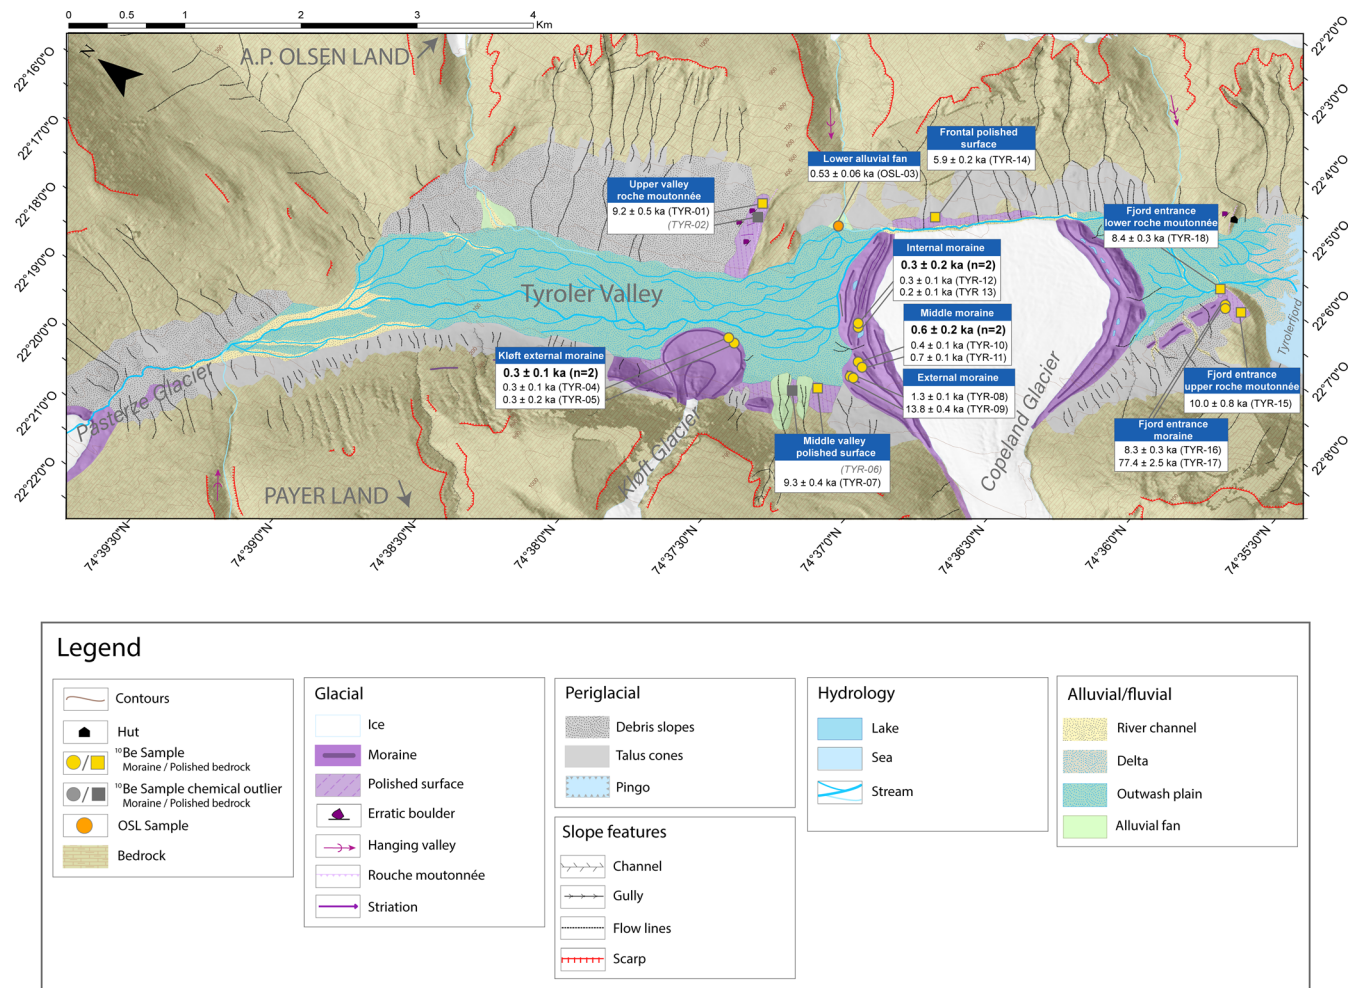 0 0.5 1 2 3 4
Km
N
A.P. OLSEN LAND
22°16'0"O
22°17'0"O
22°18'0"O
22°19'0"O
22°20'0"O
22°21'0"O
22°22'0"O
22°2'0"O
22°3'0"O
22°4'0"O
22°5'0"O
22°6'0"O
22°7'0"O
22°8'0"O
Frontal polished
surface
5.9 ± 0.2 ka (TYR-14)
Lower alluvial fan
0.53 ± 0.06 ka (OSL-03)
Upper valley
roche moutonnée
9.2 ± 0.5 ka (TYR-01)
(TYR-02)
Fjord entrance
lower roche moutonnée
8.4 ± 0.3 ka (TYR-18)
Internal moraine
0.3 ± 0.2 ka (n=2)
0.3 ± 0.1 ka (TYR-12)
0.2 ± 0.1 ka (TYR 13)
Tyroler Valley
Middle moraine
0.6 ± 0.2 ka (n=2)
0.4 ± 0.1 ka (TYR-10)
0.7 ± 0.1 ka (TYR-11)
Tyrolerfjord
Kløft external moraine
0.3 ± 0.1 ka (n=2)
0.3 ± 0.1 ka (TYR-04)
0.3 ± 0.2 ka (TYR-05)
External moraine
1.3 ± 0.1 ka (TYR-08)
13.8 ± 0.4 ka (TYR-09)
Fjord entrance
upper roche moutonnée
10.0 ± 0.8 ka (TYR-15)
Pasterze Glacier
Kløft Glacier
Copeland Glacier
Fjord entrance
moraine
8.3 ± 0.3 ka (TYR-16)
77.4 ± 2.5 ka (TYR-17)
Middle valley
polished surface
(TYR-06)
9.3 ± 0.4 ka (TYR-07)
PAYER LAND
74°39'30"N
74°39'0"N
74°38'30"N
74°38'0"N
74°37'30"N
74°37'0"N
74°36'30"N
74°36'0"N
74°35'30"N
Legend
Contours
Hut
¹⁰Be Sample
Moraine / Polished bedrock
¹⁰Be Sample chemical outlier
Moraine / Polished bedrock
OSL Sample
Bedrock
Glacial
Ice
Moraine
Polished surface
Erratic boulder
Hanging valley
Rouche moutonnée
Striation
Periglacial
Debris slopes
Talus cones
Pingo
Slope features
Channel
Gully
Flow lines
Scarp
Hydrology
Lake
Sea
Stream
Alluvial/fluvial
River channel
Delta
Outwash plain
Alluvial fan